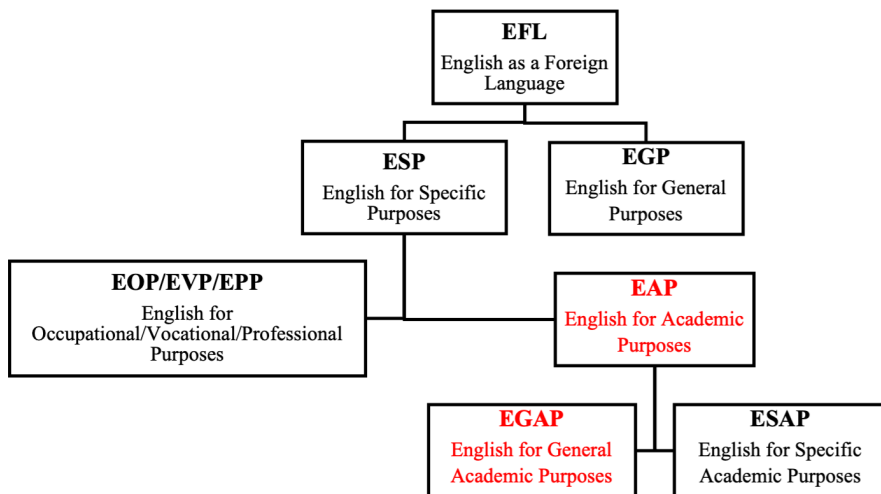 EFL
English as a Foreign
Language
ESP
English for Specific
Purposes
EGP
English for General
Purposes
EOP/EVP/EPP
English for
Occupational/Vocational/Professional
Purposes
EAP
English for Academic
Purposes
EGAP
English for General
Academic Purposes
ESAP
English for Specific
Academic Purposes